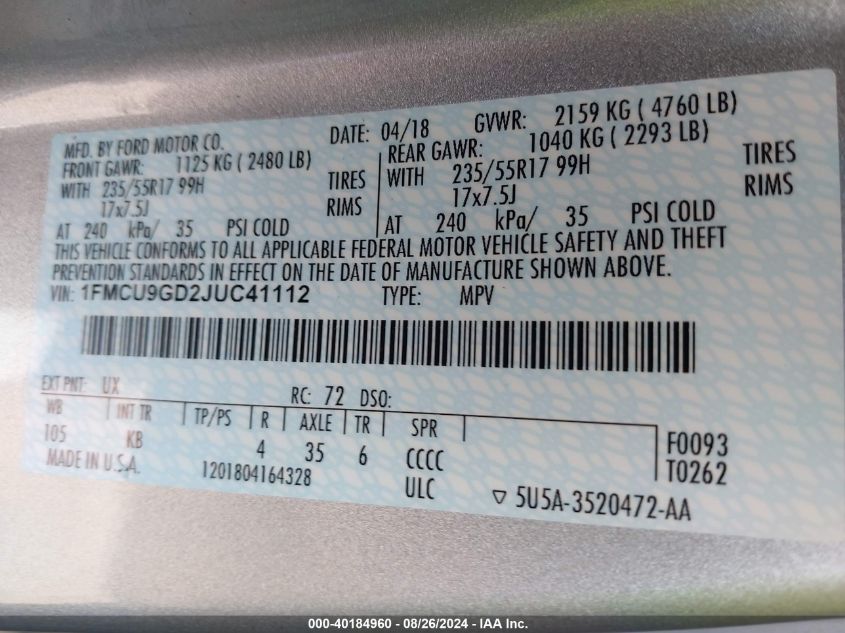 MFD. BY FORD MOTOR CO. DATE: 04/18 GVWR: 2159 KG ( 4760 LB)
FRONT GAWR: 1125 KG ( 2480 LB) REAR GAWR: 1040 KG ( 2293 LB)
WITH 235/55R17 99H TIRES WITH 235/55R17 99H TIRES
17x7.5J RIMS 17x7.5J RIMS
AT 240 kPa/ 35 PSI COLD AT 240 kPa/ 35 PSI COLD
THIS VEHICLE CONFORMS TO ALL APPLICABLE FEDERAL MOTOR VEHICLE SAFETY AND THEFT
PREVENTION STANDARDS IN EFFECT ON THE DATE OF MANUFACTURE SHOWN ABOVE.
VIN: 1FMCU9GD2JUC41112 TYPE: MPV
EXT PNT: UX RC: 72 DSO:
WB INT TR TP/PS R AXLE TR SPR
105 KB 4 35 6 CCCC F0093
MADE IN U.S.A. 1201804164328 ULC T0262
▽ 5U5A-3520472-AA
000-40184960 - 08/26/2024 - IAA Inc.